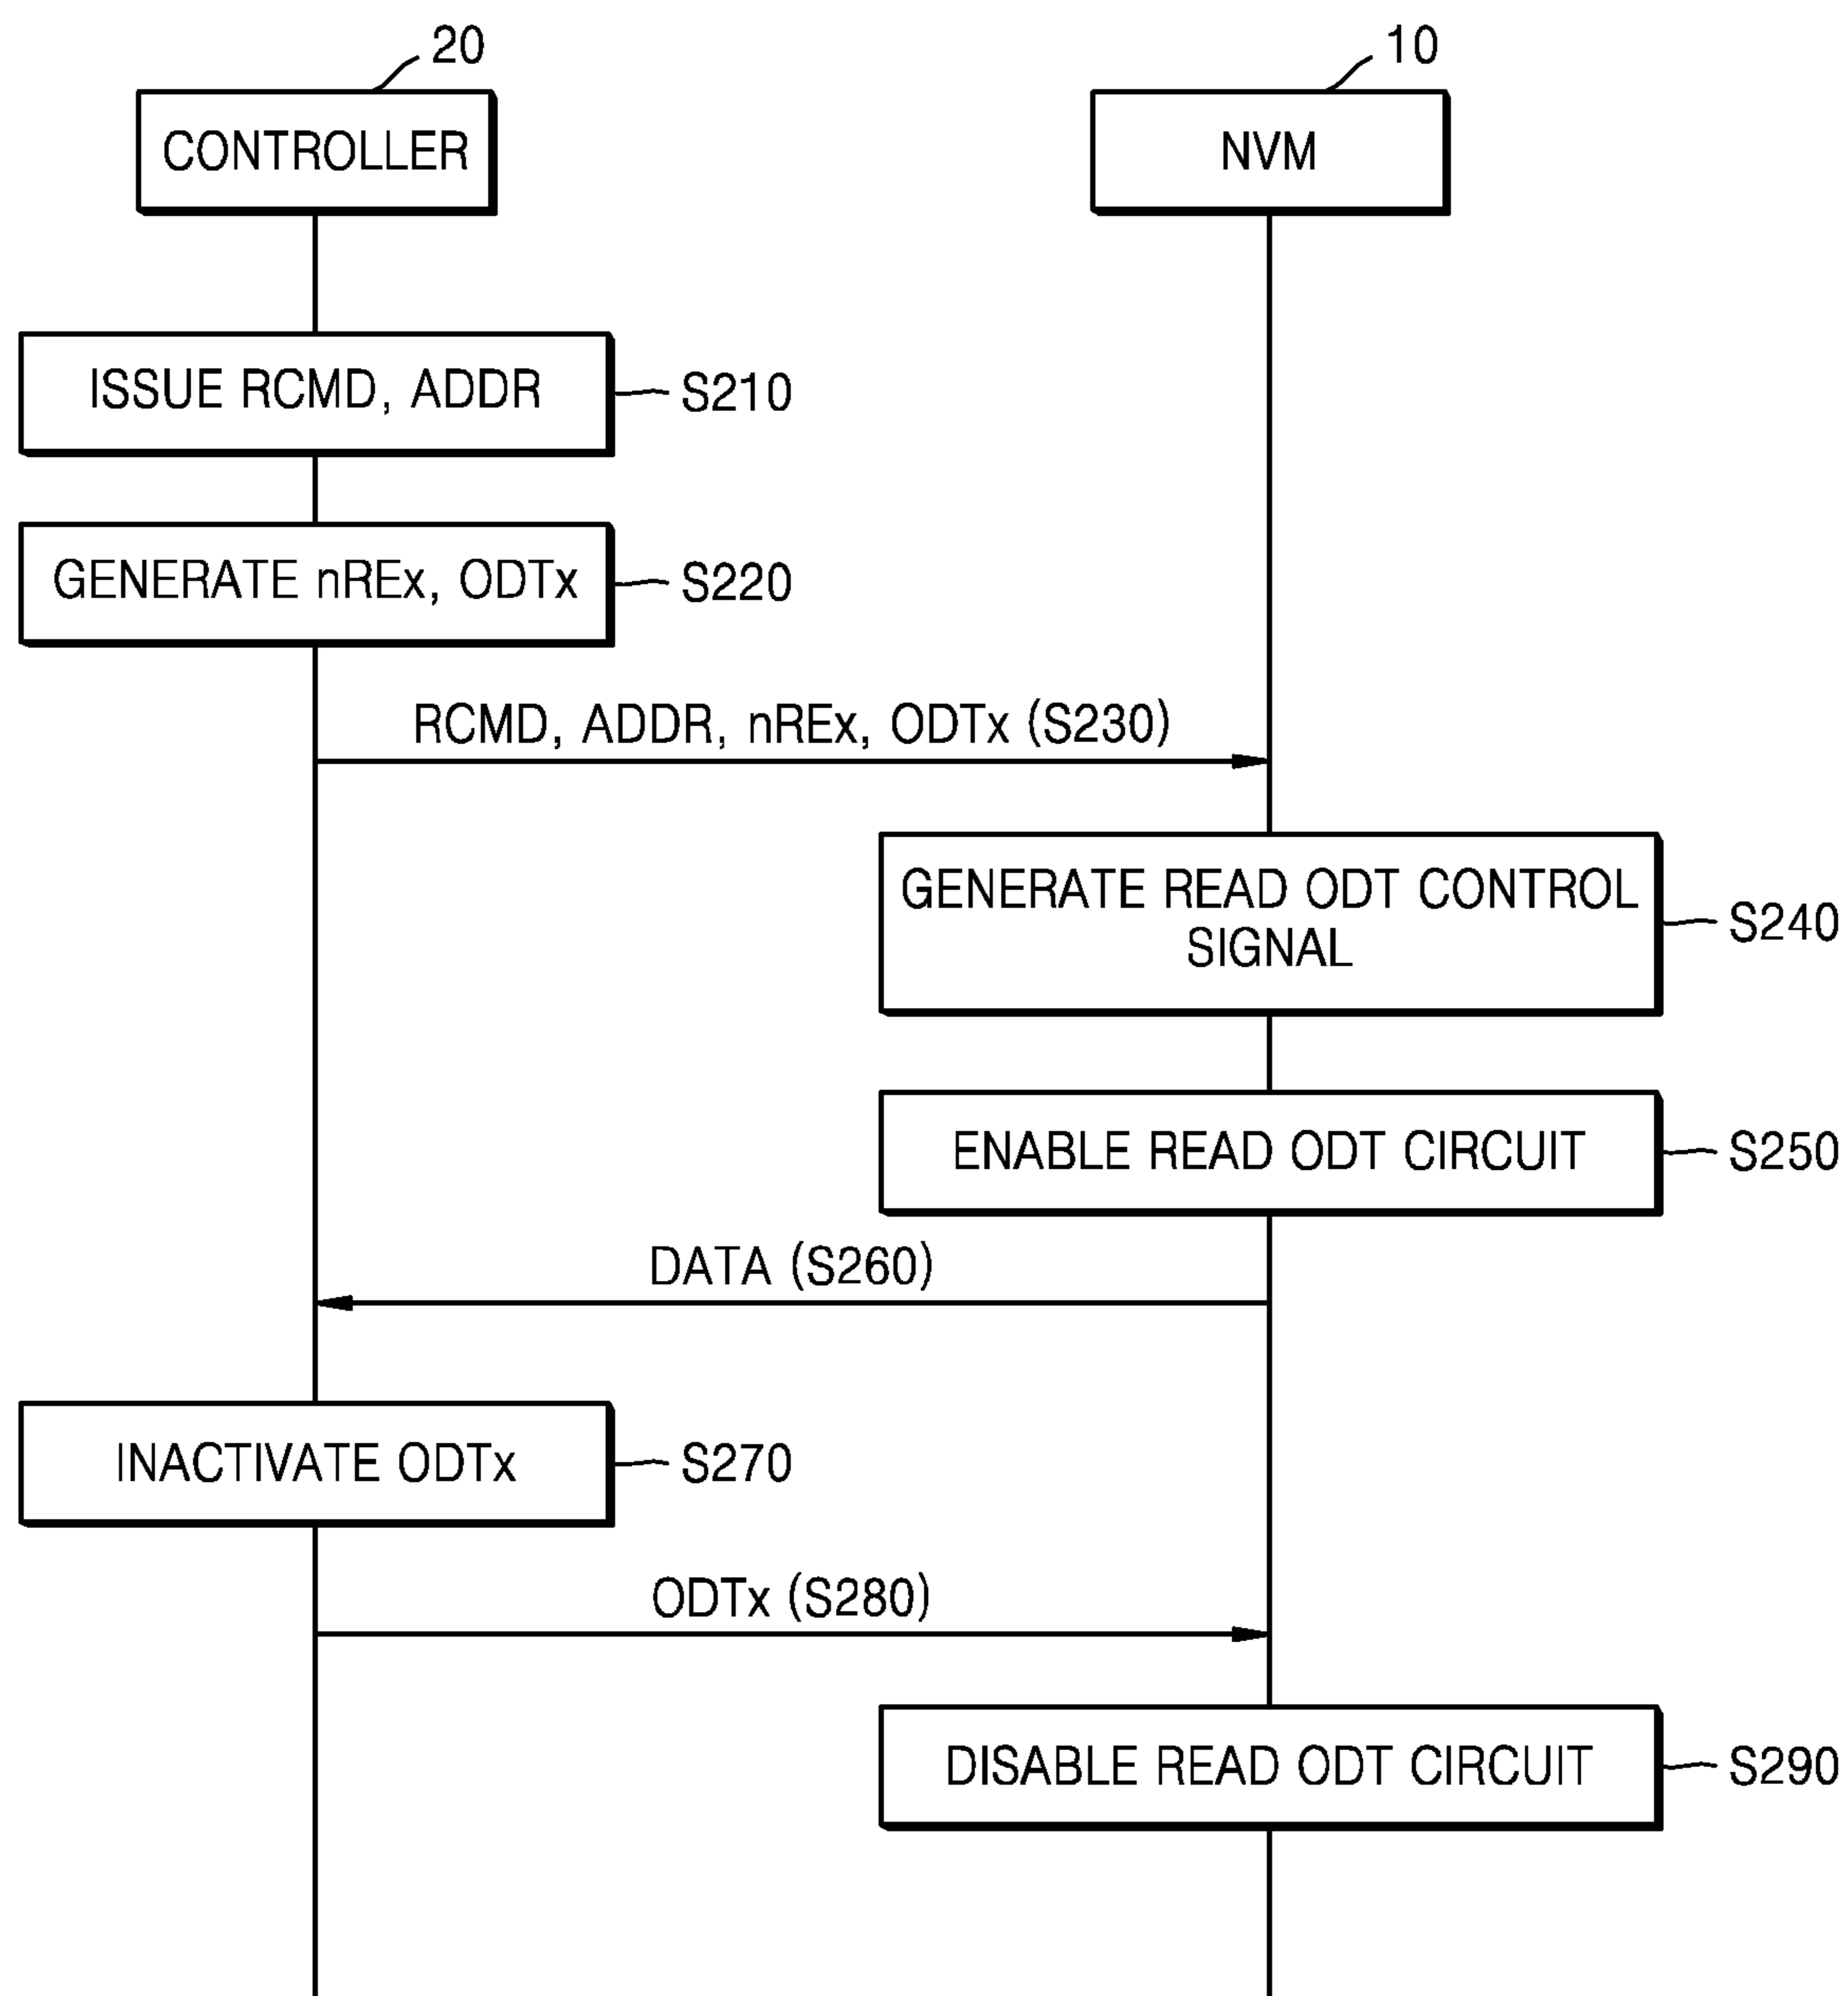 20
10
CONTROLLER
NVM
ISSUE RCMD, ADDR
S210
GENERATE nREx, ODTx
S220
RCMD, ADDR, nREx, ODTx (S230)
GENERATE READ ODT CONTROL
SIGNAL
S240
ENABLE READ ODT CIRCUIT
S250
DATA (S260)
INACTIVATE ODTx
S270
ODTx (S280)
DISABLE READ ODT CIRCUIT
S290